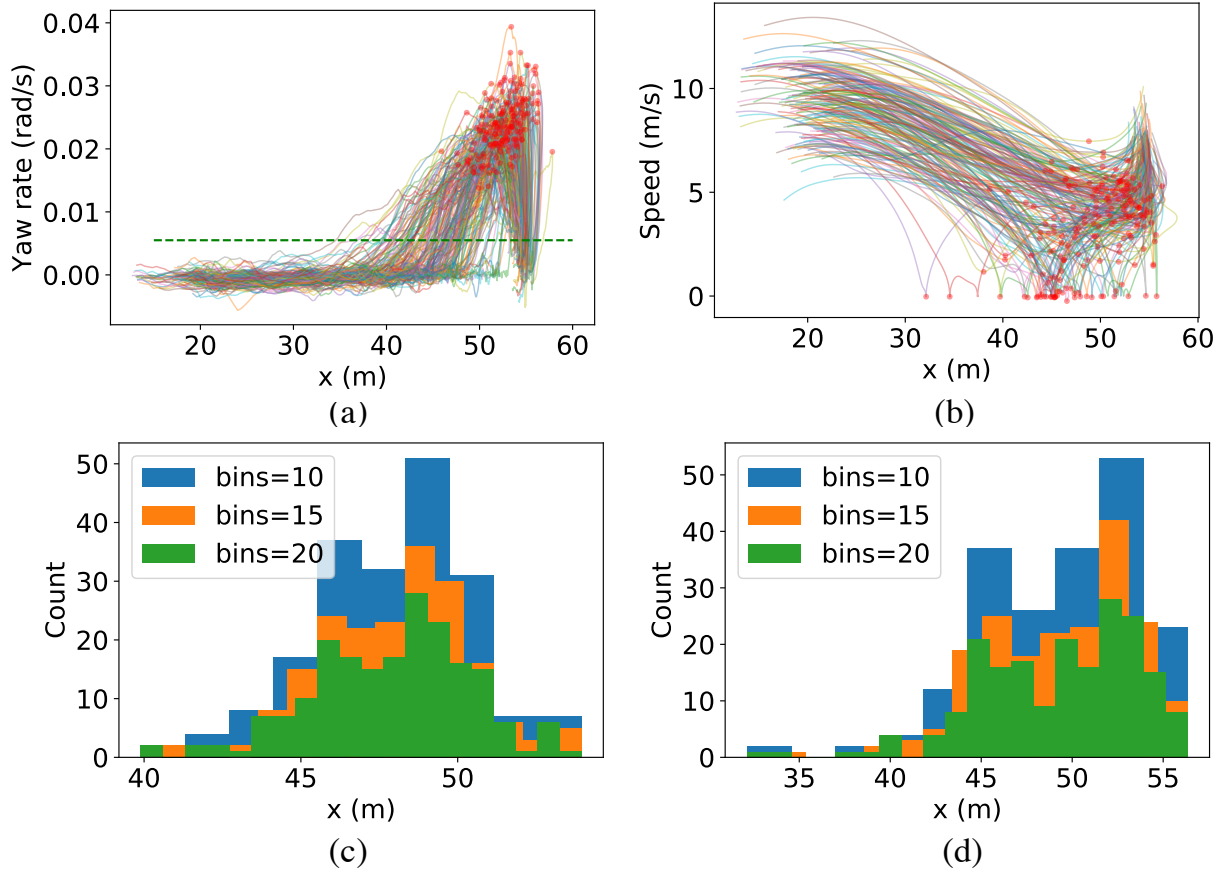 0.04
0.03
0.02
0.01
0.00
Yaw rate (rad/s)
20 30 40 50 60
x (m)
(a)
10
5
0
Speed (m/s)
20 30 40 50 60
x (m)
(b)
50
40
30
20
10
0
Count
bins=10
bins=15
bins=20
40 45 50
x (m)
(c)
50
40
30
20
10
0
Count
bins=10
bins=15
bins=20
35 40 45 50 55
x (m)
(d)